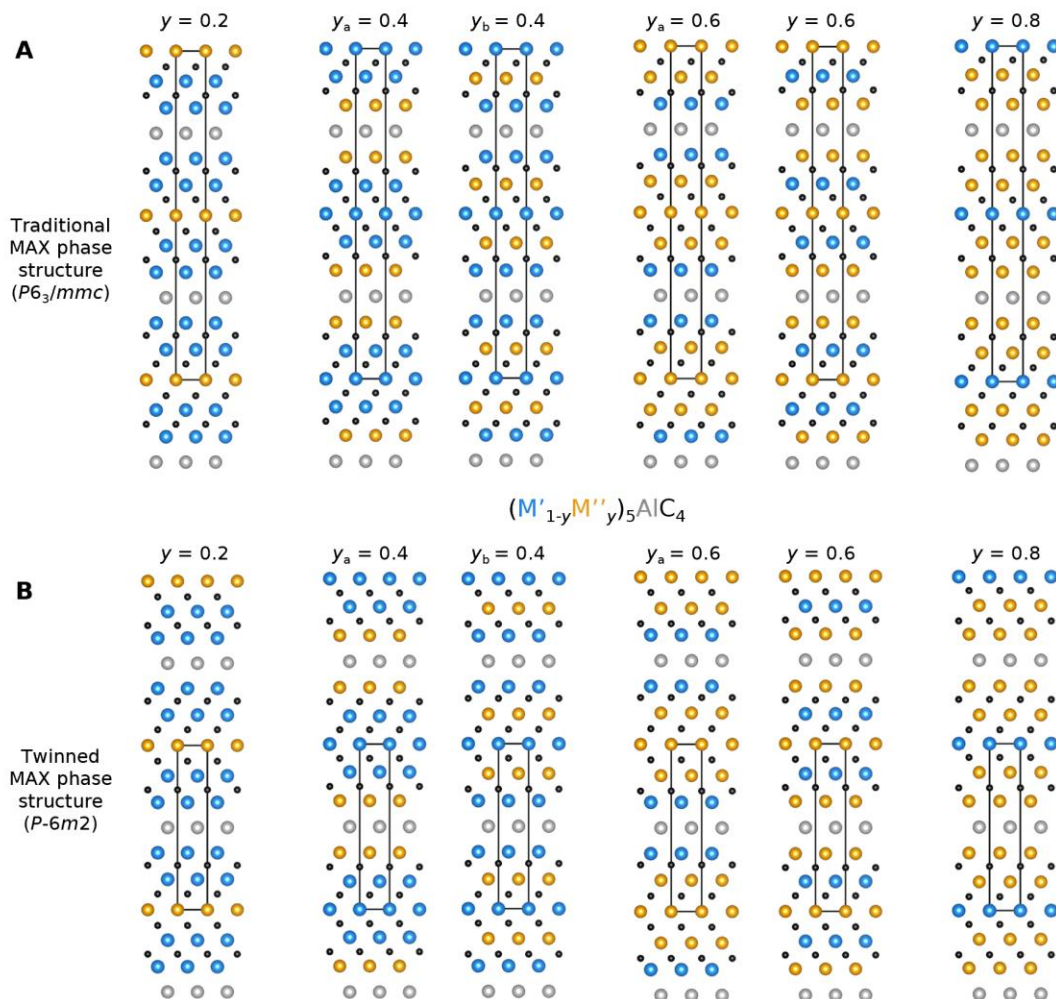 y = 0.2 yₐ = 0.4 y_b = 0.4 yₐ = 0.6 y = 0.6 y = 0.8
A
Traditional
MAX phase
structure
(P6₃/mmc)
(M'₁₋yM''y)₅AlC₄
y = 0.2 yₐ = 0.4 y_b = 0.4 yₐ = 0.6 y = 0.6 y = 0.8
B
Twinned
MAX phase
structure
(P-6m2)